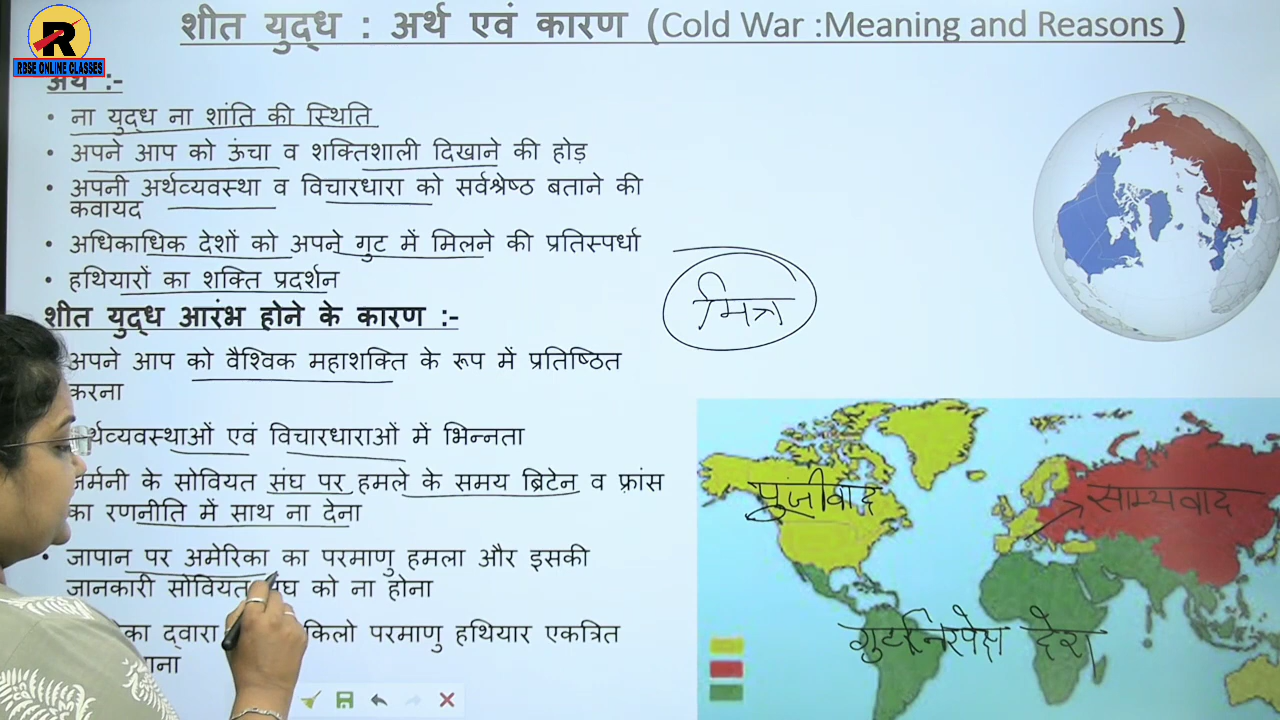 R
RBSE ONLINE CLASSES
शीत युद्ध : अर्थ एवं कारण (Cold War :Meaning and Reasons )
अर्थ :-
• ना युद्ध ना शांति की स्थिति
• अपने आप को ऊंचा व शक्तिशाली दिखाने की होड़
• अपनी अर्थव्यवस्था व विचारधारा को सर्वश्रेष्ठ बताने की
कवायद
• अधिकाधिक देशों को अपने गुट में मिलने की प्रतिस्पर्धा
• हथियारों का शक्ति प्रदर्शन
शीत युद्ध आरंभ होने के कारण :-
अपने आप को वैश्विक महाशक्ति के रूप में प्रतिष्ठित
करना
एवं विचारधाराओं में भिन्नता
जर्मनी के सोवियत संघ पर हमले के समय ब्रिटेन व फ़्रांस
का रणनीति में साथ ना देना
• जापान पर अमेरिका का परमाणु हमला और इसकी
जानकारी सोवियत को ना होना
द्वारा परमाणु हथियार एकत्रित
मित्र
पुंजीवाद
साम्यवाद
गुटनिरपेक्ष देश